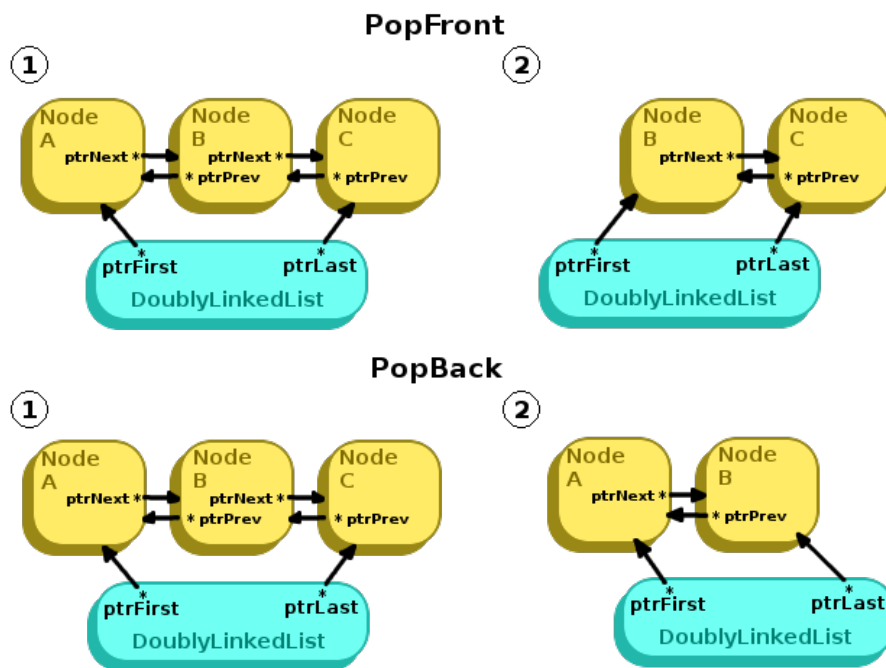 PopFront
1
2
Node
A
ptrNext *
Node
B
ptrNext *
* ptrPrev
Node
C
* ptrPrev
*
ptrFirst
*
ptrLast
DoublyLinkedList
Node
B
ptrNext *
Node
C
* ptrPrev
*
ptrFirst
*
ptrLast
DoublyLinkedList
PopBack
1
2
Node
A
ptrNext *
Node
B
ptrNext *
* ptrPrev
Node
C
* ptrPrev
*
ptrFirst
*
ptrLast
DoublyLinkedList
Node
A
ptrNext *
Node
B
* ptrPrev
*
ptrFirst
*
ptrLast
DoublyLinkedList